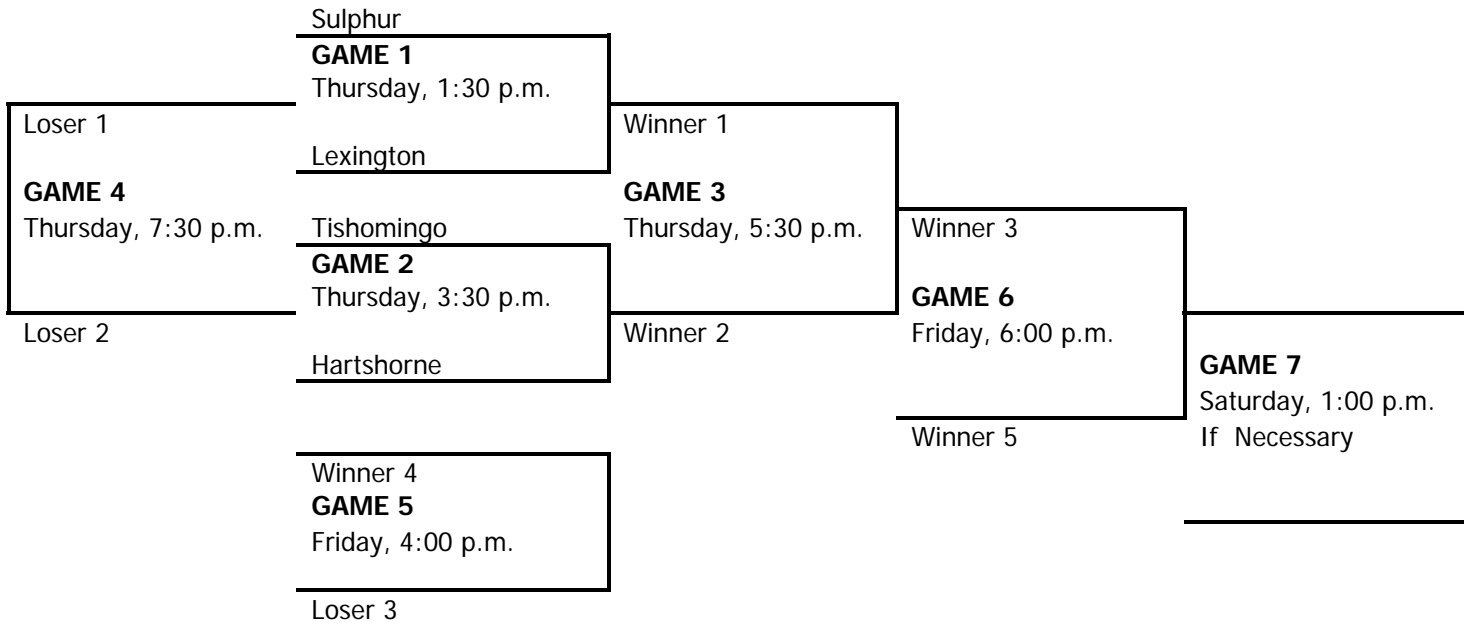 Sulphur
GAME 1
Thursday, 1:30 p.m.
Lexington
Loser 1
GAME 4
Thursday, 7:30 p.m.
Loser 2
Tishomingo
GAME 2
Thursday, 3:30 p.m.
Hartshorne
Winner 1
GAME 3
Thursday, 5:30 p.m.
Winner 2
Winner 3
GAME 6
Friday, 6:00 p.m.
Winner 5
GAME 7
Saturday, 1:00 p.m.
If Necessary
Winner 4
GAME 5
Friday, 4:00 p.m.
Loser 3